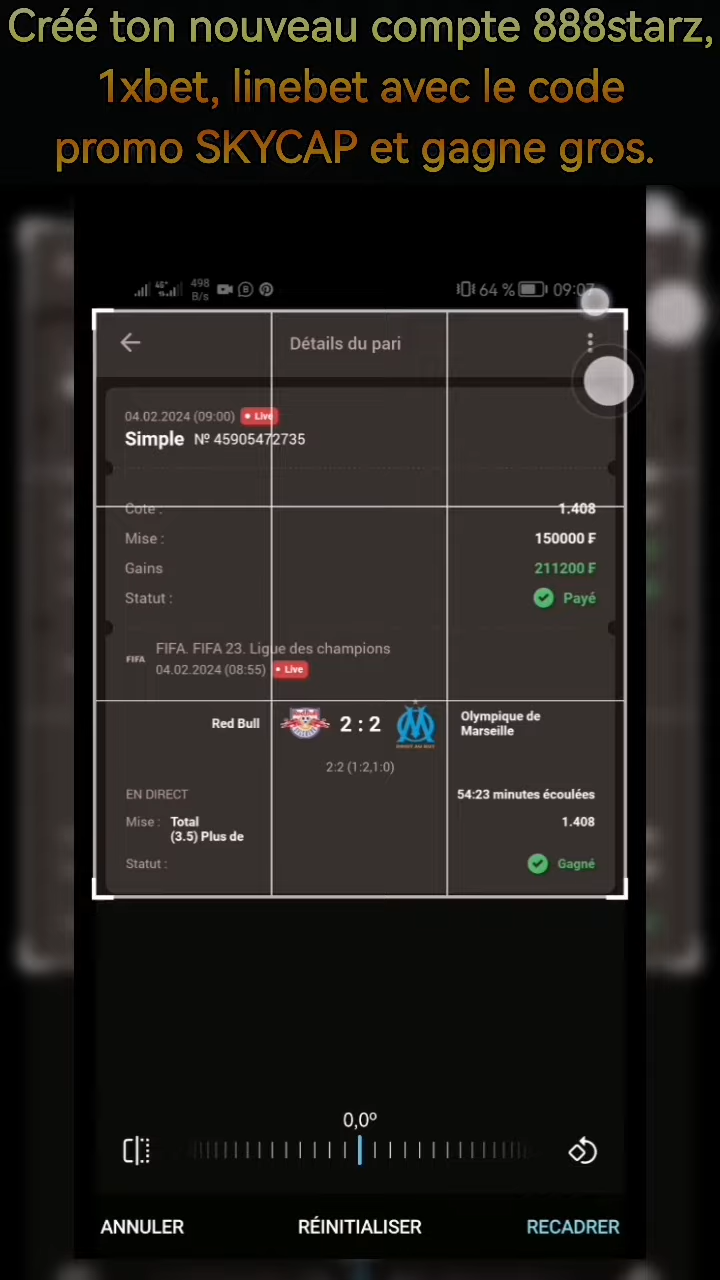 Créé ton nouveau compte 888starz,
1xbet, linebet avec le code
promo SKYCAP et gagne gros.
498 B/s 64 % 09:07
Détails du pari
04.02.2024 (09:00) Live
Simple Nº 45905472735
Cote : 1.408
Mise : 150000 ₣
Gains 211200 ₣
Statut : Payé
FIFA FIFA. FIFA 23. Ligue des champions
04.02.2024 (08:55) Live
Red Bull 2 : 2 Olympique de
Marseille
2:2 (1:2,1:0)
EN DIRECT 54:23 minutes écoulées
Mise : Total 1.408
(3.5) Plus de
Statut : Gagné
0,0°
ANNULER RÉINITIALISER RECADRER